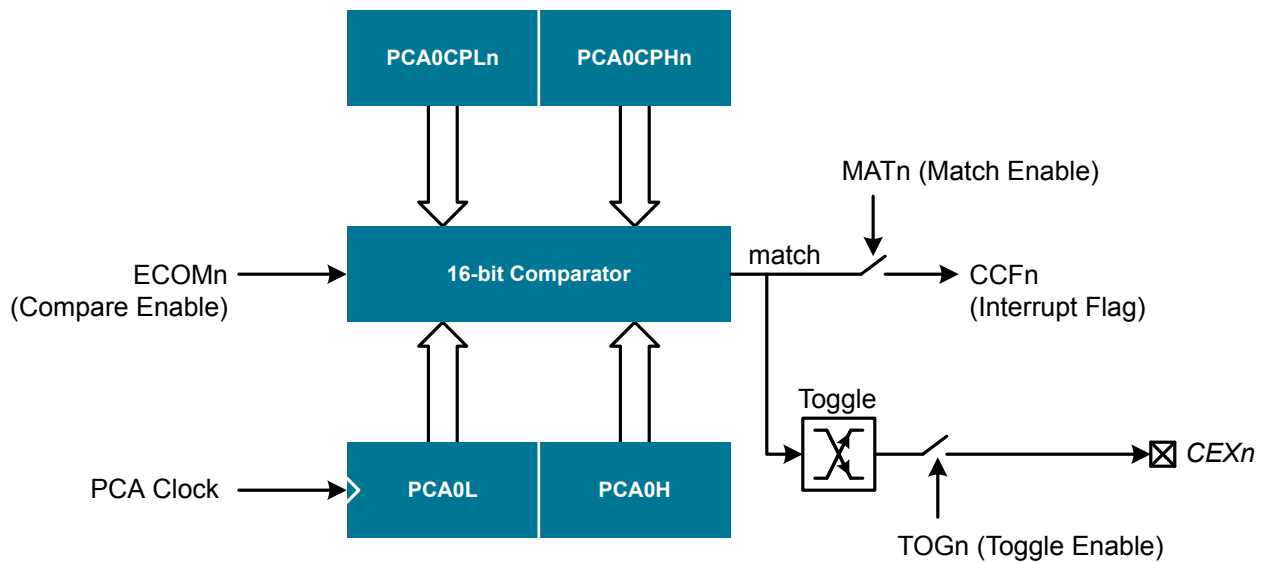 PCA0CPLn
PCA0CPHn
MATn (Match Enable)
ECOMn
(Compare Enable)
16-bit Comparator
match
CCFn
(Interrupt Flag)
Toggle
PCA Clock
PCA0L
PCA0H
CEXn
TOGn (Toggle Enable)